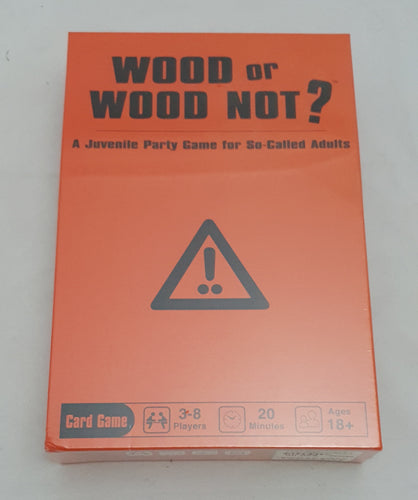 WOOD or
WOOD NOT?™
A Juvenile Party Game for So-Called Adults
Card Game
3-8
Players
20
Minutes
Ages
18+